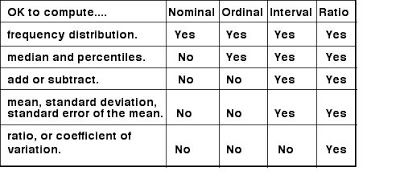 OK to compute.... Nominal Ordinal Interval Ratio
frequency distribution. Yes Yes Yes Yes
median and percentiles. No Yes Yes Yes
add or subtract. No No Yes Yes
mean, standard deviation,
standard error of the mean. No No Yes Yes
ratio, or coefficient of
variation. No No No Yes